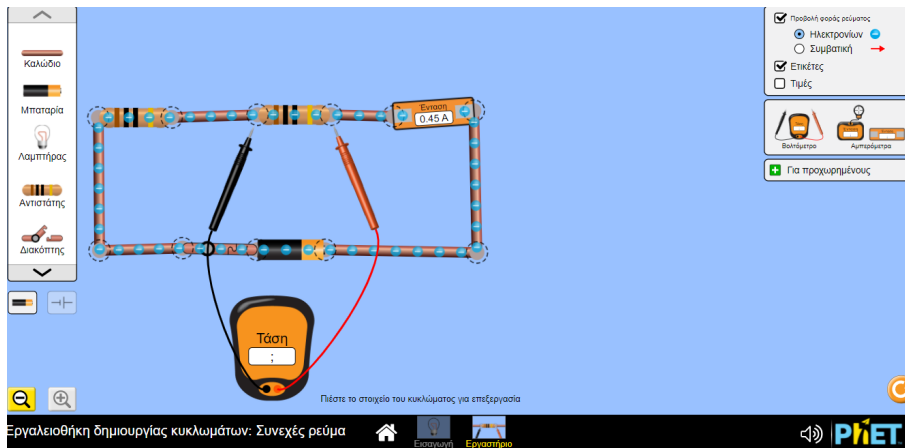 Καλώδιο
Μπαταρία
Λαμπτήρας
Αντιστάτης
Διακόπτης
Ένταση
0.45 A
Τάση
;
Πιέστε το στοιχείο του κυκλώματος για επεξεργασία
Προβολή φοράς ρεύματος
Ηλεκτρονίων
Συμβατική
Ετικέτες
Τιμές
Βολτόμετρο
Αμπερόμετρα
Για προχωρημένους
Εργαλειοθήκη δημιουργίας κυκλωμάτων: Συνεχές ρεύμα
Εισαγωγή
Εργαστήριο
PhET